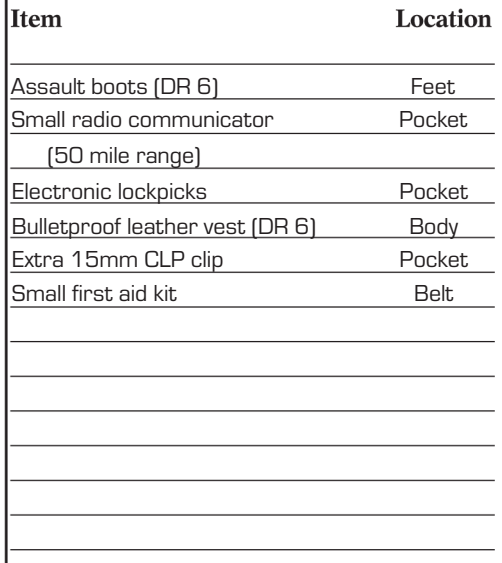 Item Location
Assault boots (DR 6) Feet
Small radio communicator Pocket
(50 mile range)
Electronic lockpicks Pocket
Bulletproof leather vest (DR 6) Body
Extra 15mm CLP clip Pocket
Small first aid kit Belt